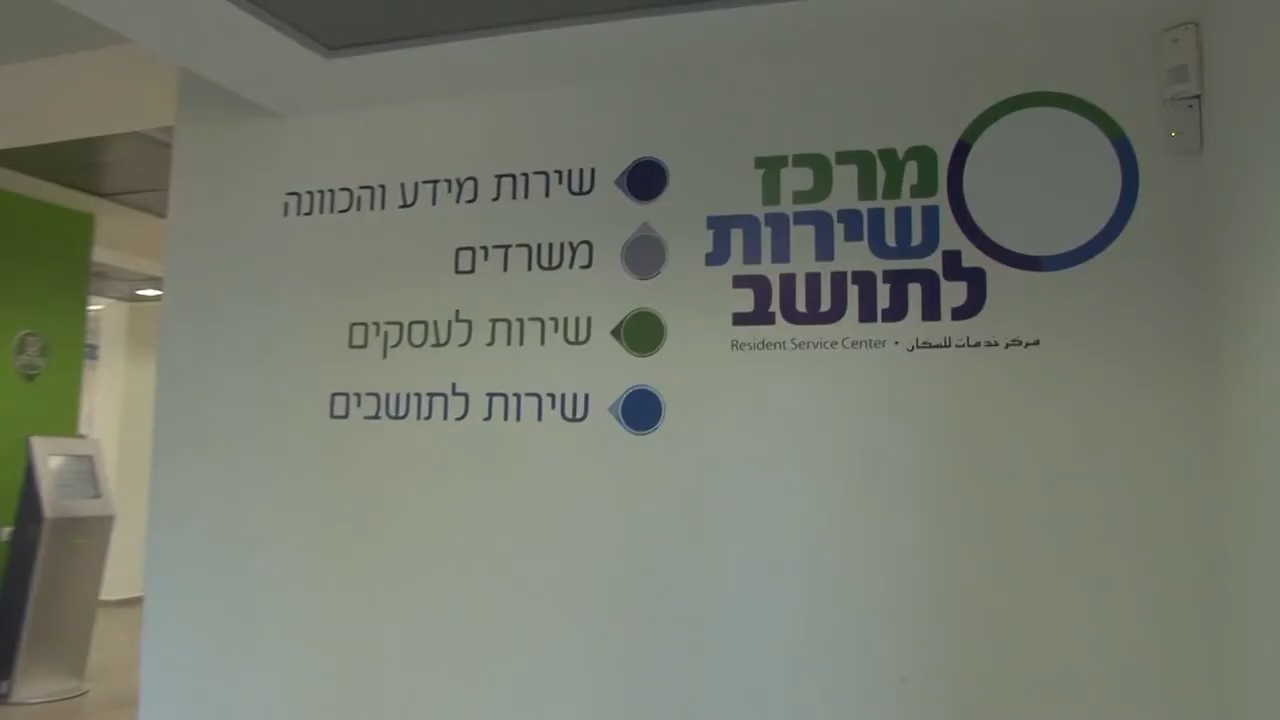 מרכז
שירות
לתושב
Resident Service Center • مركز خدمات للسكان
שירות מידע והכוונה
משרדים
שירות לעסקים
שירות לתושבים